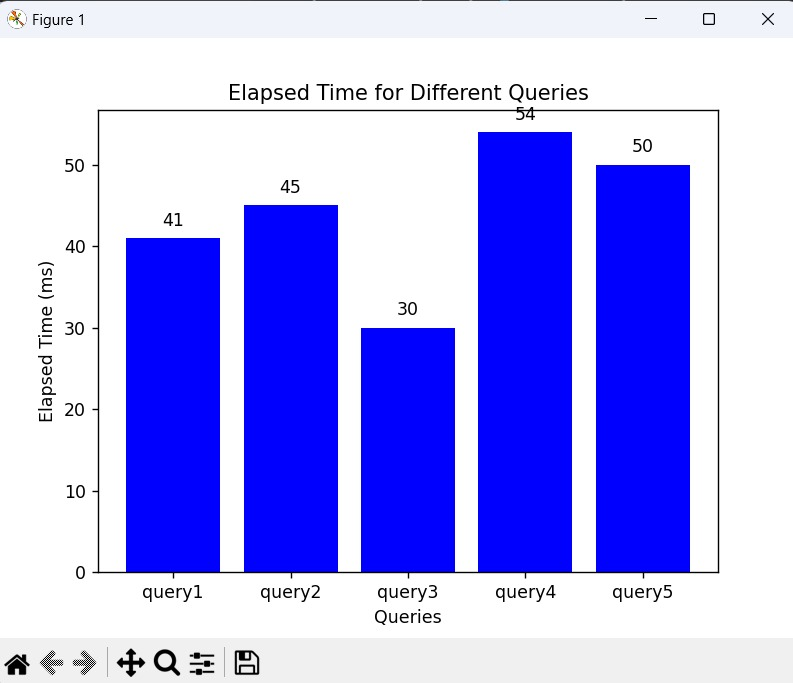 Figure 1
Elapsed Time for Different Queries
54
50
45
41
30
Elapsed Time (ms)
50
40
30
20
10
0
query1 query2 query3 query4 query5
Queries